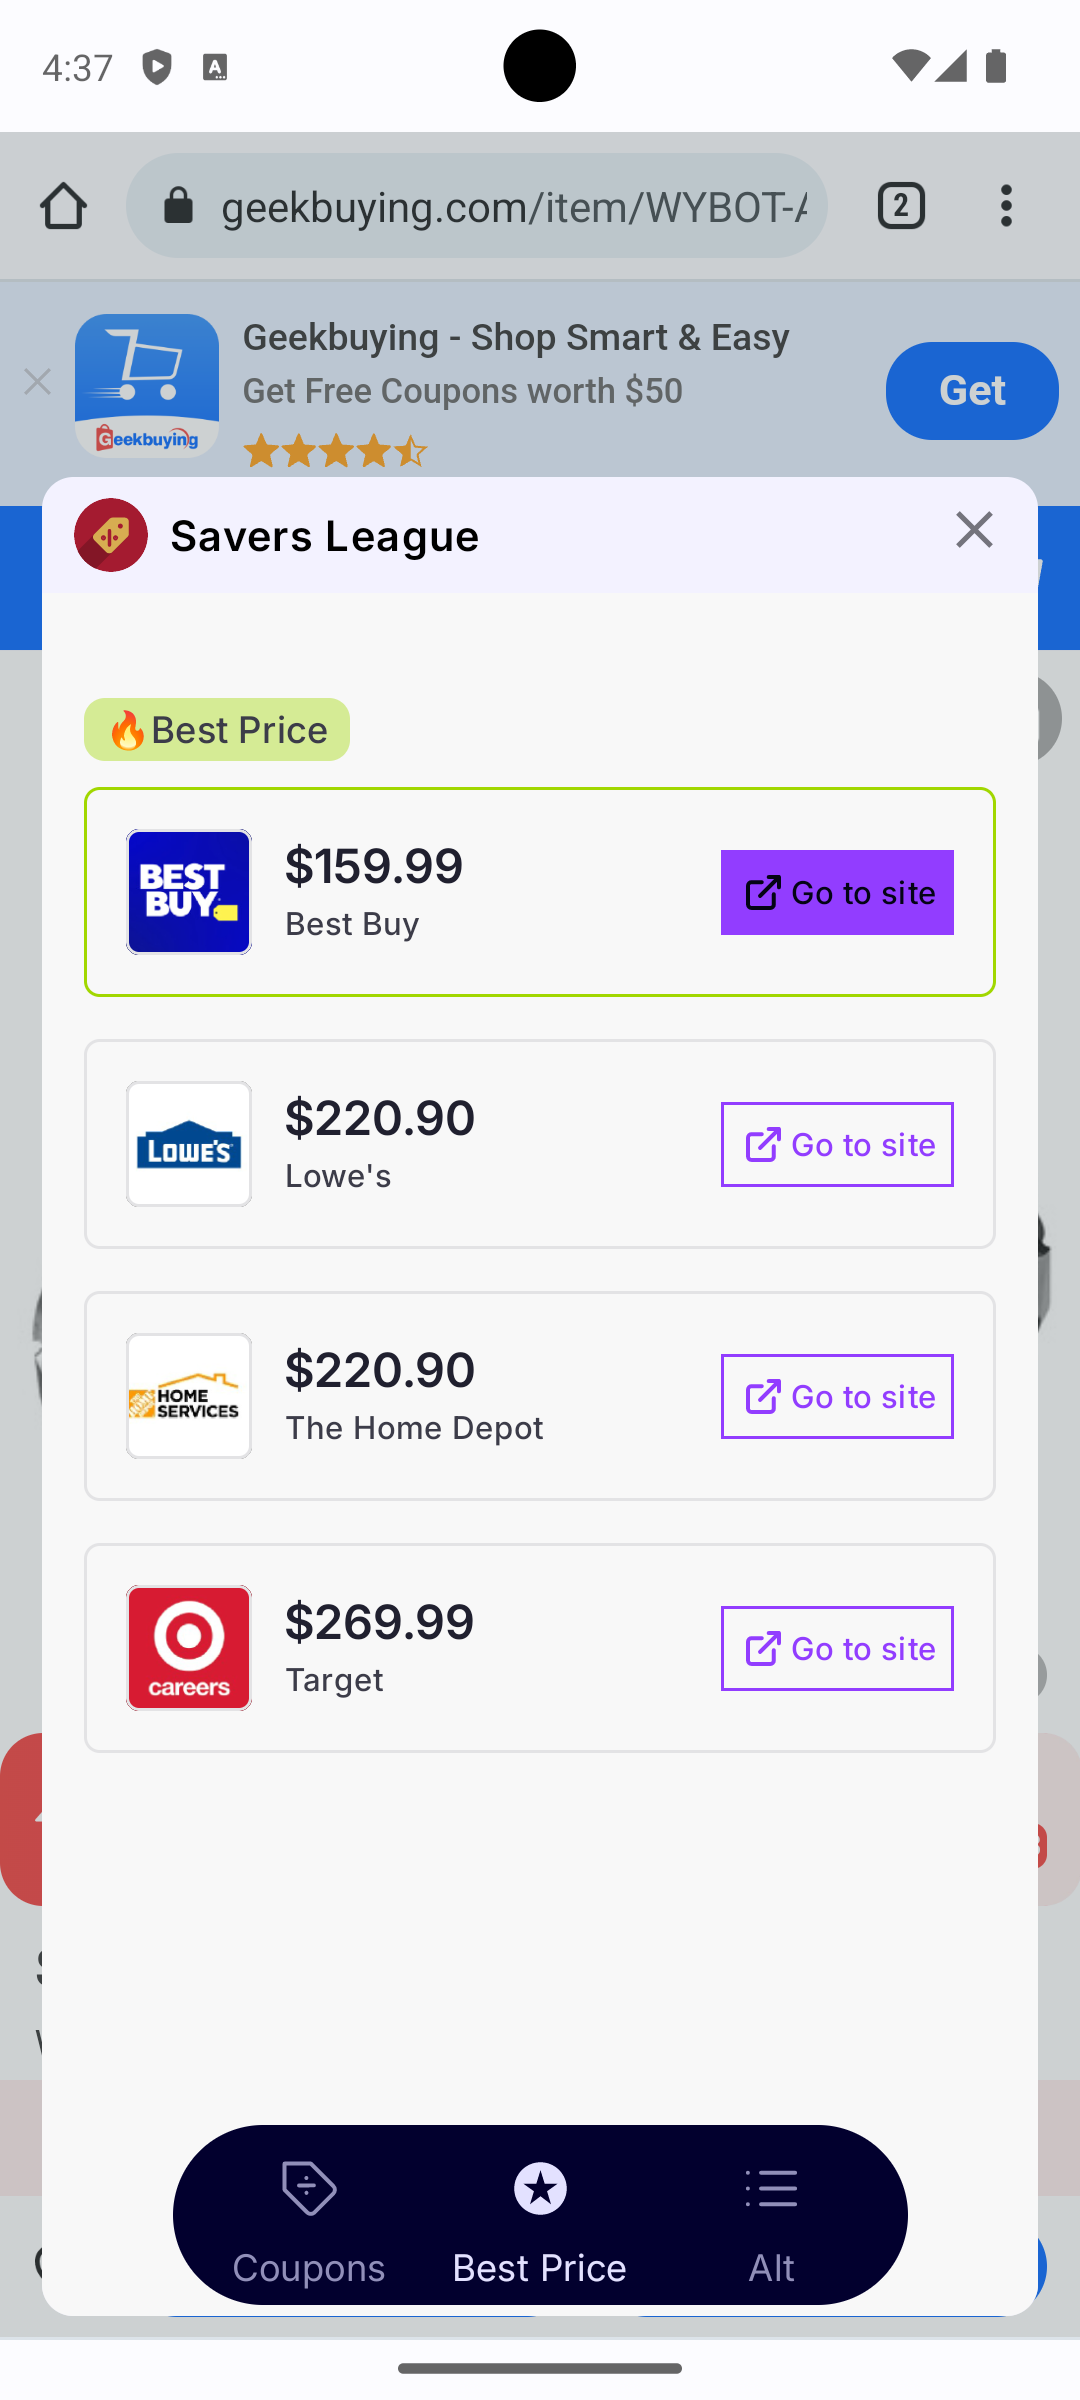 4:37
geekbuying.com/item/WYBOT-A
2
Geekbuying - Shop Smart & Easy
Get Free Coupons worth $50
Get
Geekbuying
Savers League
🔥Best Price
BEST
BUY
$159.99
Best Buy
Go to site
LOWE'S
$220.90
Lowe's
Go to site
HOME
SERVICES
$220.90
The Home Depot
Go to site
careers
$269.99
Target
Go to site
Coupons
Best Price
Alt